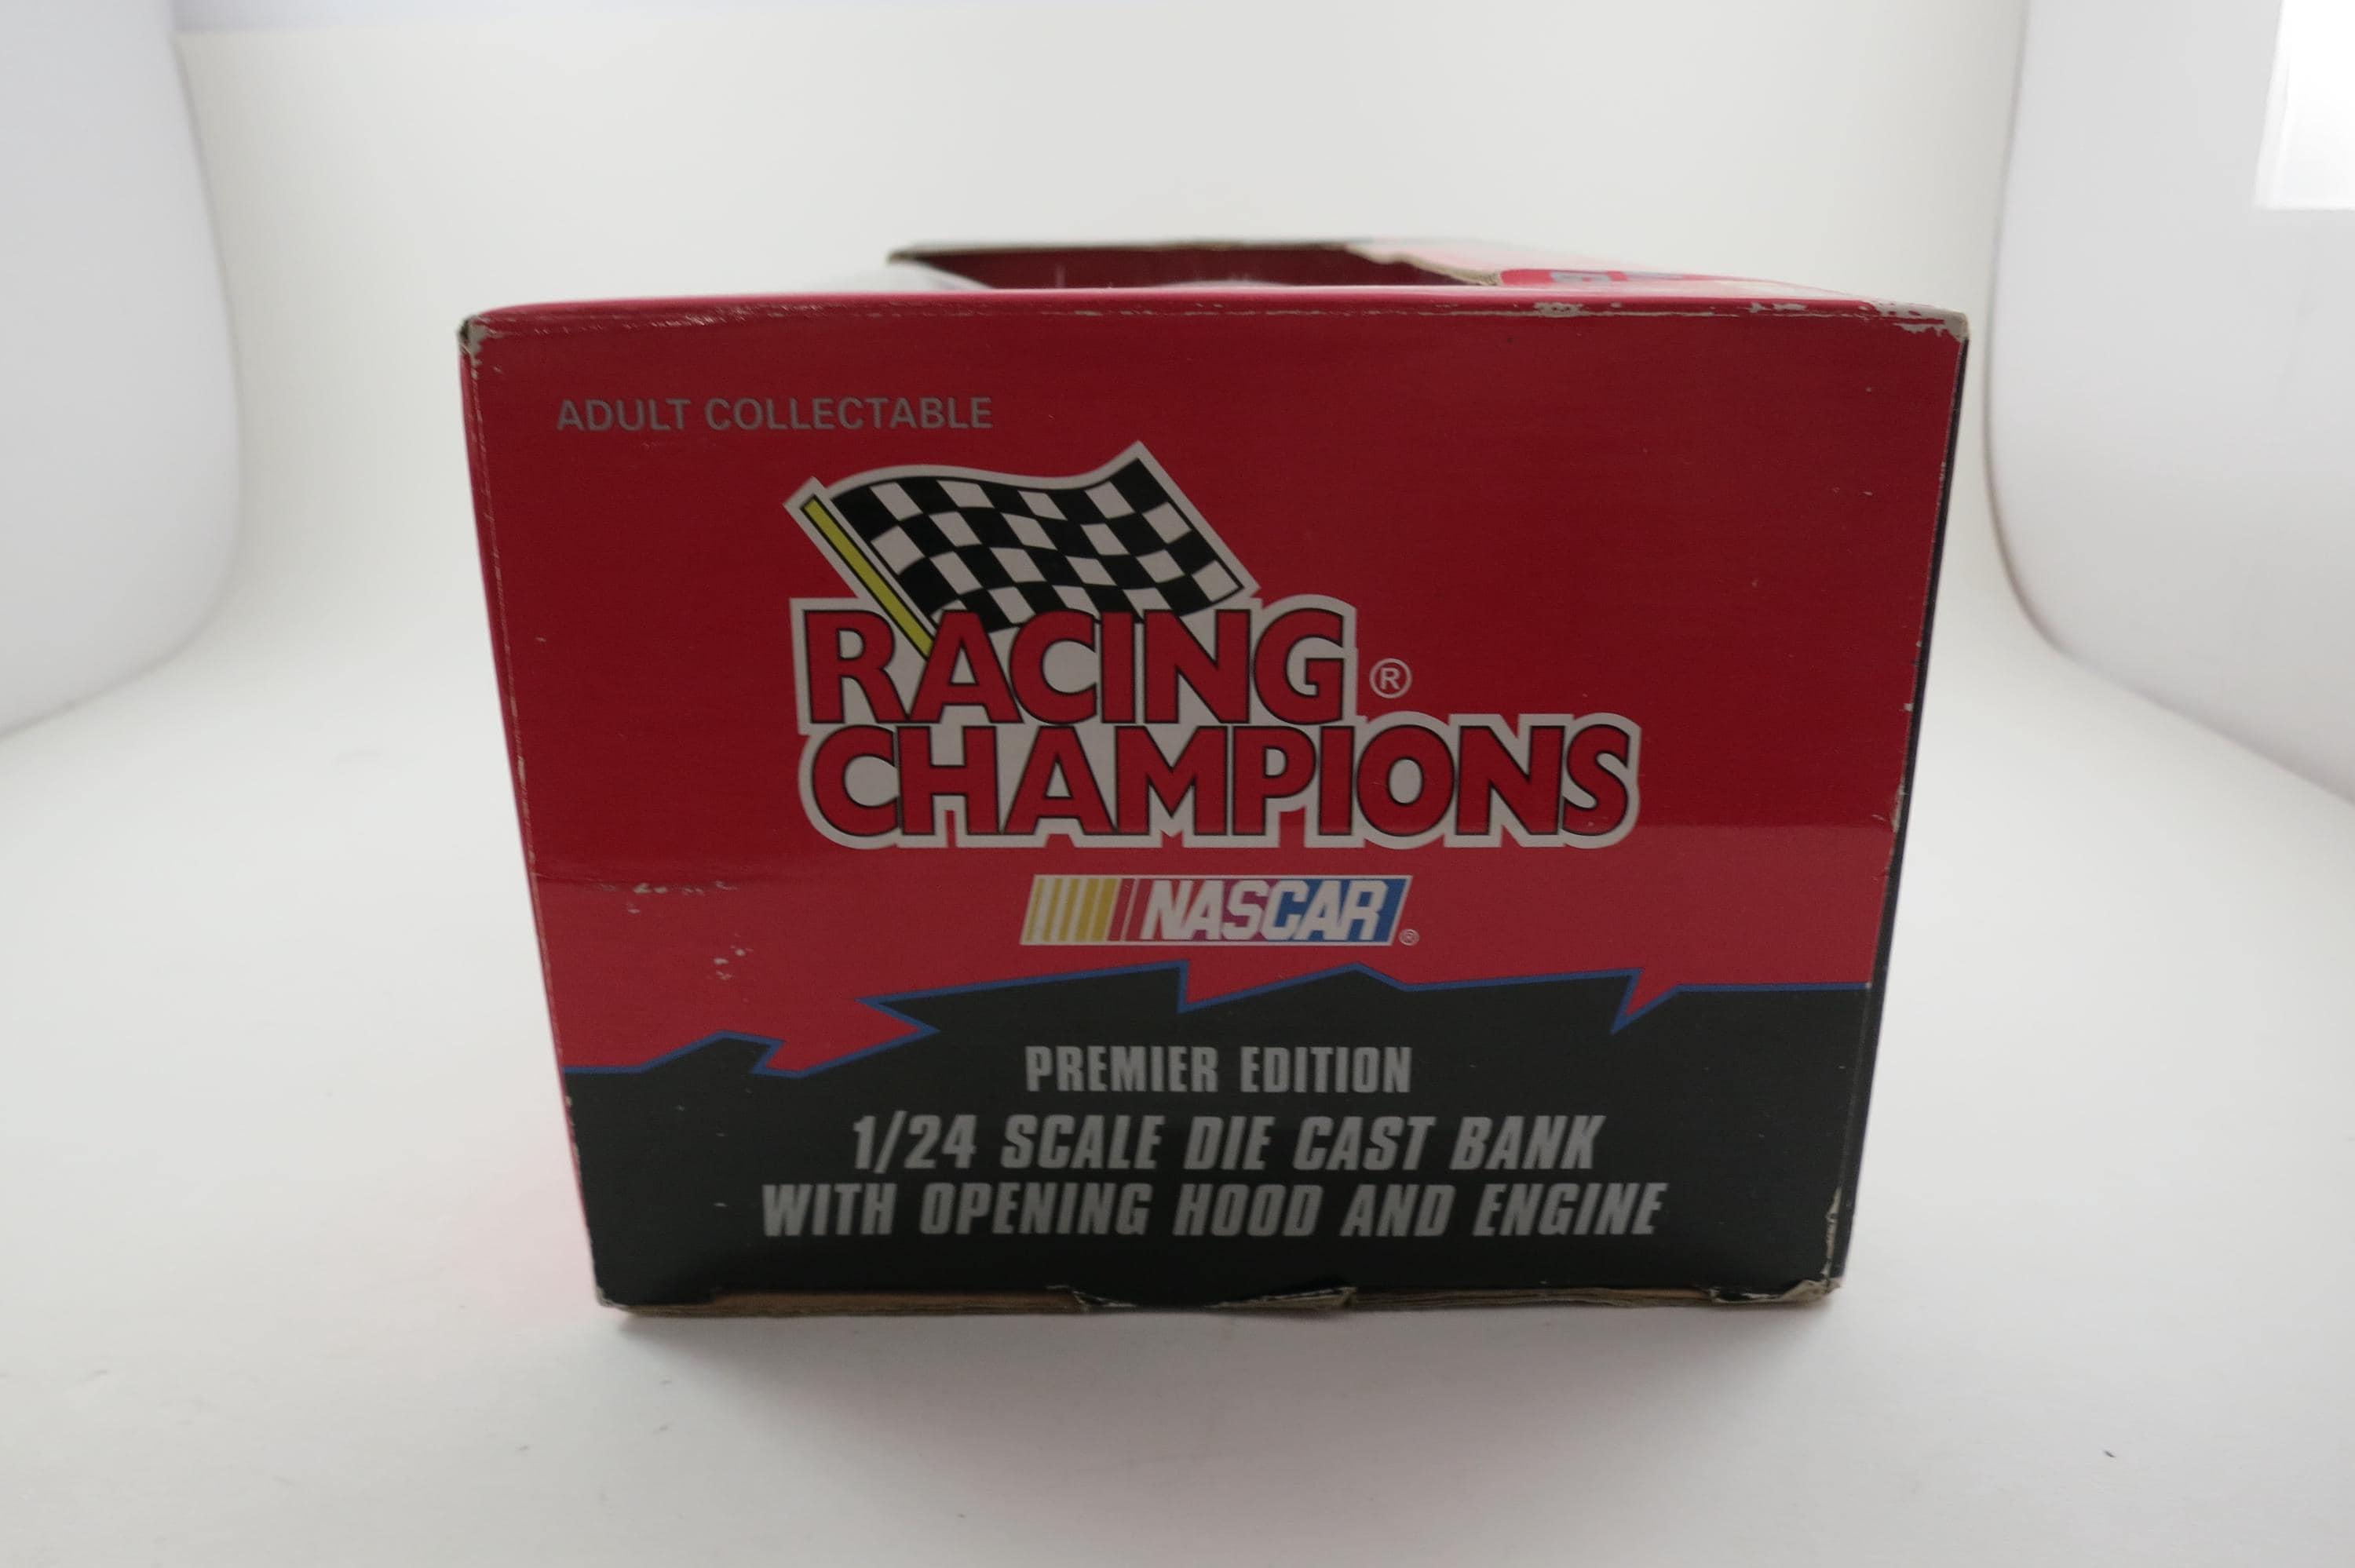 ADULT COLLECTABLE
RACING ®
CHAMPIONS
NASCAR ®
PREMIER EDITION
1/24 SCALE DIE CAST BANK
WITH OPENING HOOD AND ENGINE